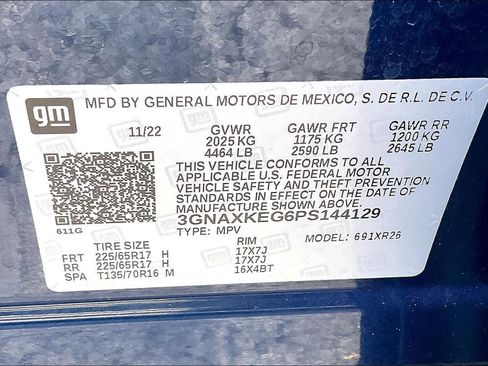 gm
MFD BY GENERAL MOTORS DE MEXICO, S. DE R.L. DE C.V.
11/22 GVWR GAWR FRT GAWR RR
2025 KG 1175 KG 1200 KG
4464 LB 2590 LB 2645 LB
THIS VEHICLE CONFORMS TO ALL
APPLICABLE U.S. FEDERAL MOTOR
VEHICLE SAFETY AND THEFT PREVENTION
STANDARDS IN EFFECT ON THE DATE OF
MANUFACTURE SHOWN ABOVE.
3GNAXKEG6PS144129
611G
TYPE: MPV MODEL: 691XR26
TIRE SIZE RIM
FRT 225/65R17 H 17X7J
RR 225/65R17 H 17X7J
SPA T135/70R16 M 16X4BT